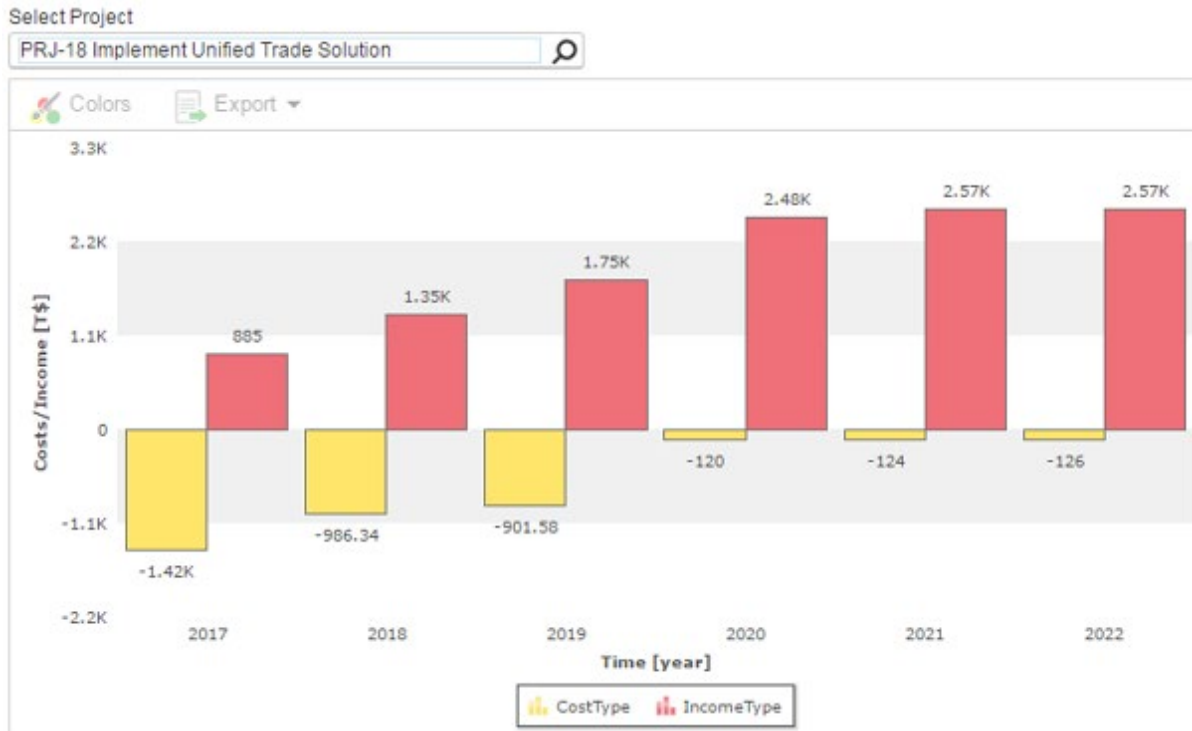 Select Project
PRJ-18 Implement Unified Trade Solution
Colors Export
3.3K
2.2K
1.1K
0
-1.1K
-2.2K
Costs/Income [T$]
885
1.35K
1.75K
2.48K
2.57K
2.57K
-1.42K
-986.34
-901.58
-120
-124
-126
2017 2018 2019 2020 2021 2022
Time [year]
CostType IncomeType